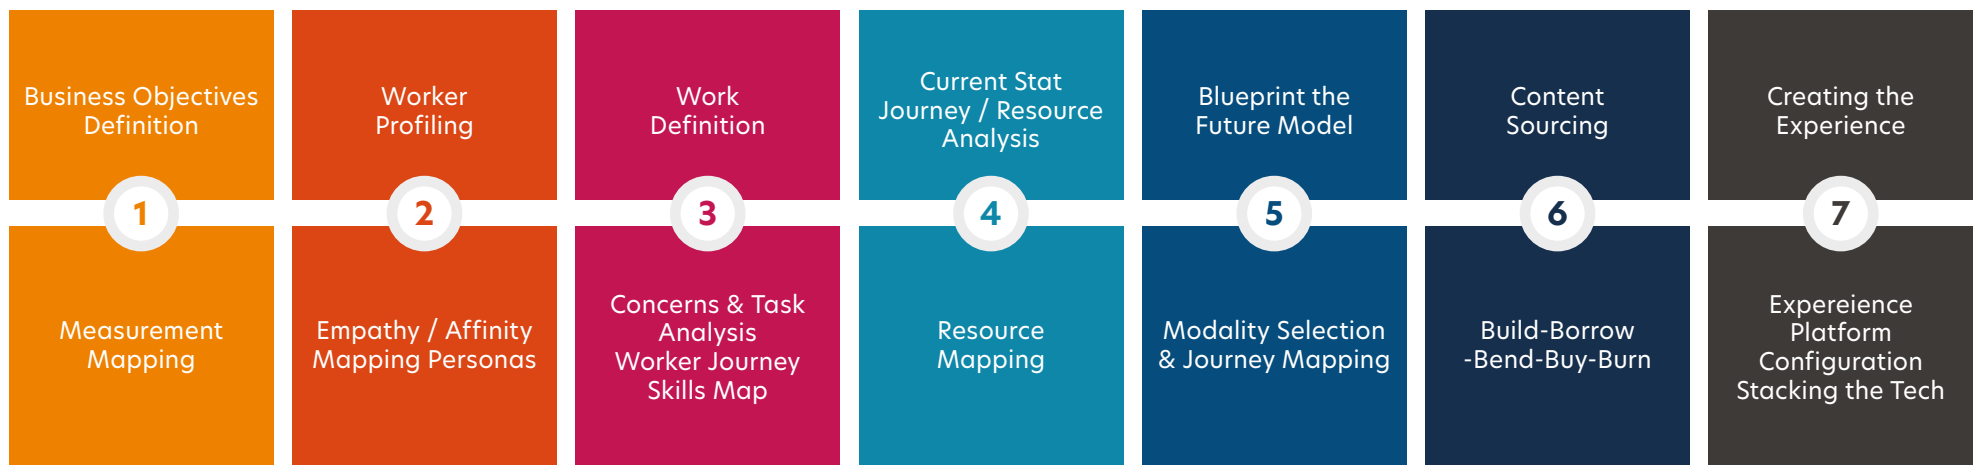 Business Objectives
Definition
1
Measurement
Mapping
Worker
Profiling
2
Empathy / Affinity
Mapping Personas
Work
Definition
3
Concerns & Task
Analysis
Worker Journey
Skills Map
Current Stat
Journey / Resource
Analysis
4
Resource
Mapping
Blueprint the
Future Model
5
Modality Selection
& Journey Mapping
Content
Sourcing
6
Build-Borrow
-Bend-Buy-Burn
Creating the
Experience
7
Expereience
Platform
Configuration
Stacking the Tech